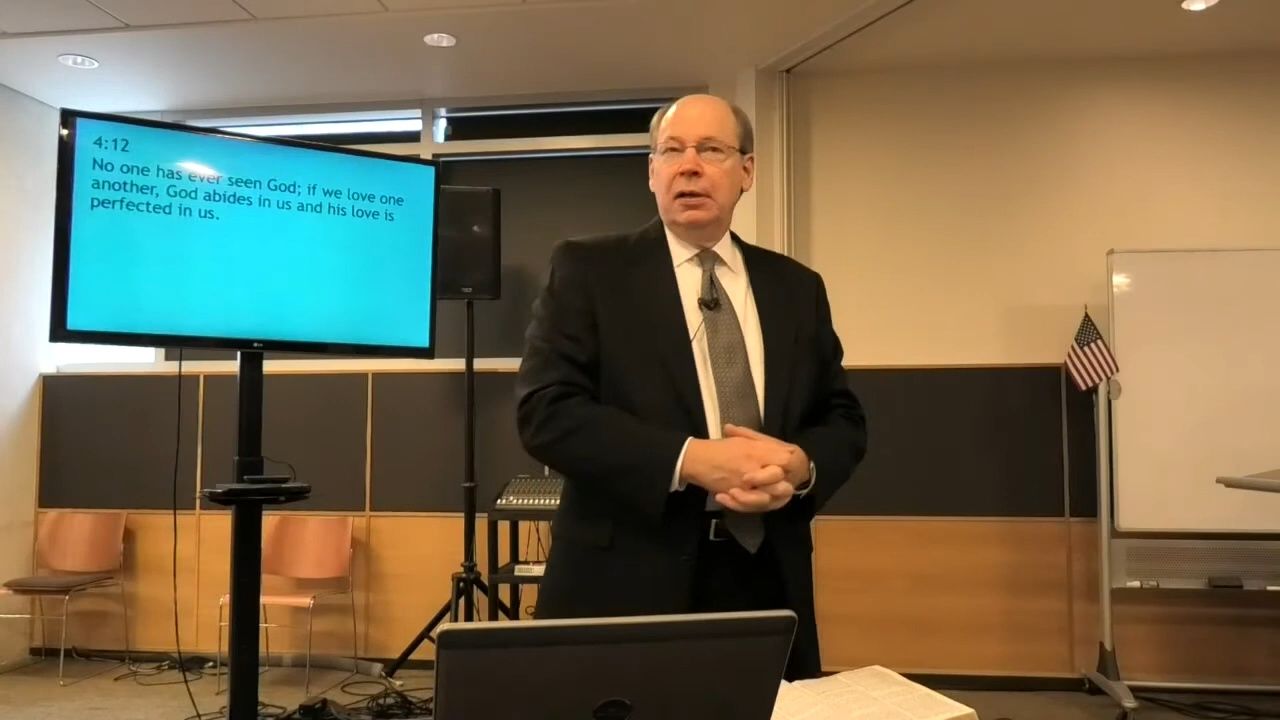 4:12
No one has ever seen God; if we love one
another, God abides in us and his love is
perfected in us.
LG